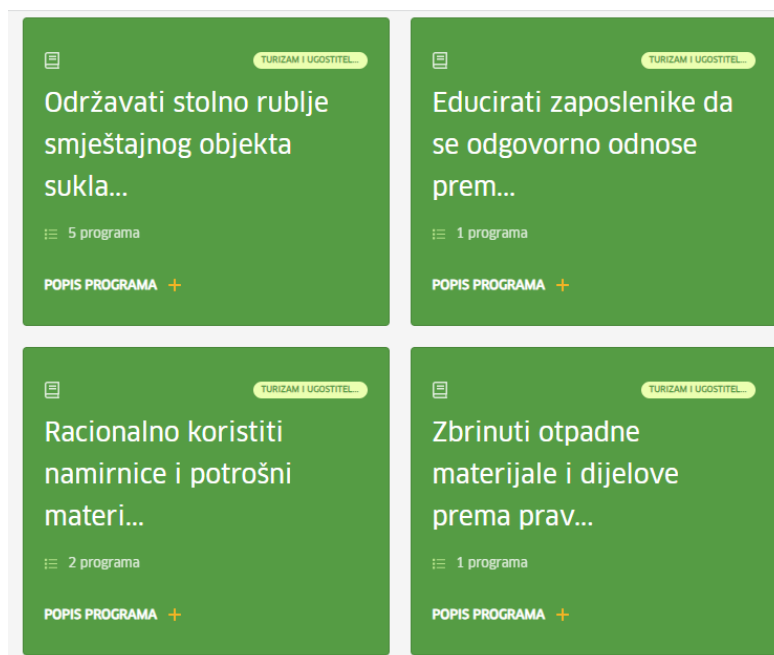 TURIZAM I UGOSTITEL...
Održavati stolno rublje
smještajnog objekta
sukla...
5 programa
POPIS PROGRAMA +
TURIZAM I UGOSTITEL...
Educirati zaposlenike da
se odgovorno odnose
prem...
1 programa
POPIS PROGRAMA +
TURIZAM I UGOSTITEL...
Racionalno koristiti
namirnice i potrošni
materi...
2 programa
POPIS PROGRAMA +
TURIZAM I UGOSTITEL...
Zbrinuti otpadne
materijale i dijelove
prema prav...
1 programa
POPIS PROGRAMA +